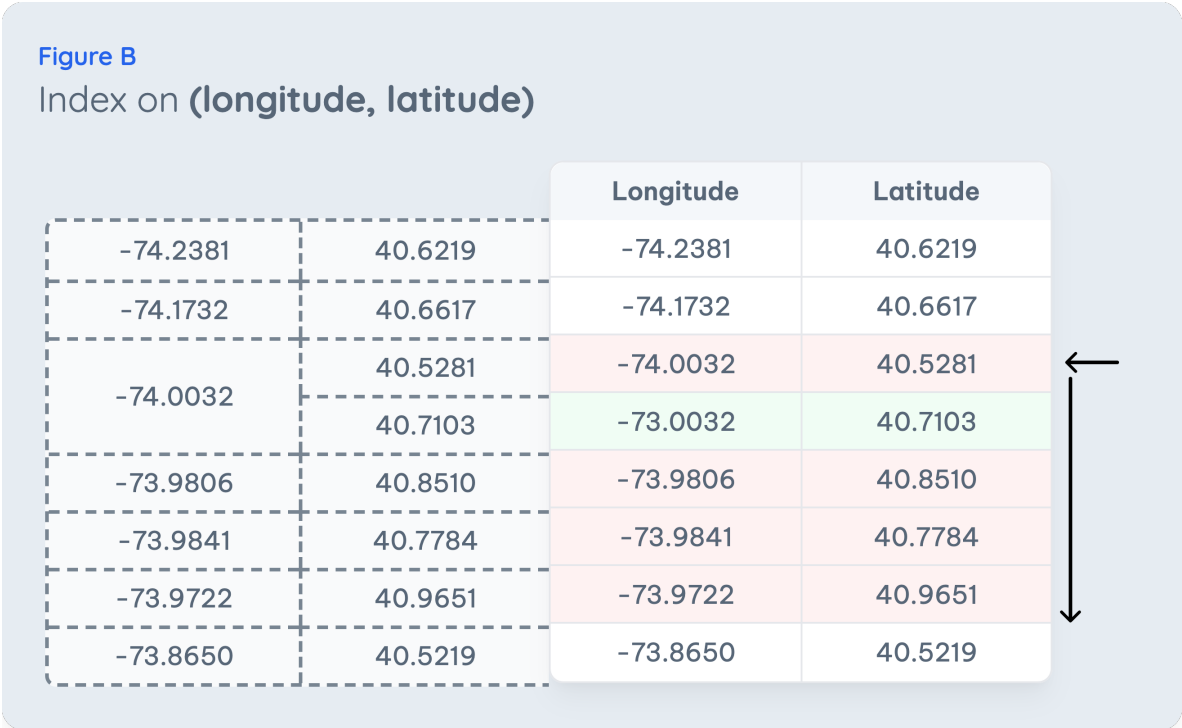 Figure B
Index on (longitude, latitude)
Longitude Latitude
-74.2381 40.6219 -74.2381 40.6219
-74.1732 40.6617 -74.1732 40.6617
-74.0032 40.5281 -74.0032 40.5281
40.7103 -73.0032 40.7103
-73.9806 40.8510 -73.9806 40.8510
-73.9841 40.7784 -73.9841 40.7784
-73.9722 40.9651 -73.9722 40.9651
-73.8650 40.5219 -73.8650 40.5219